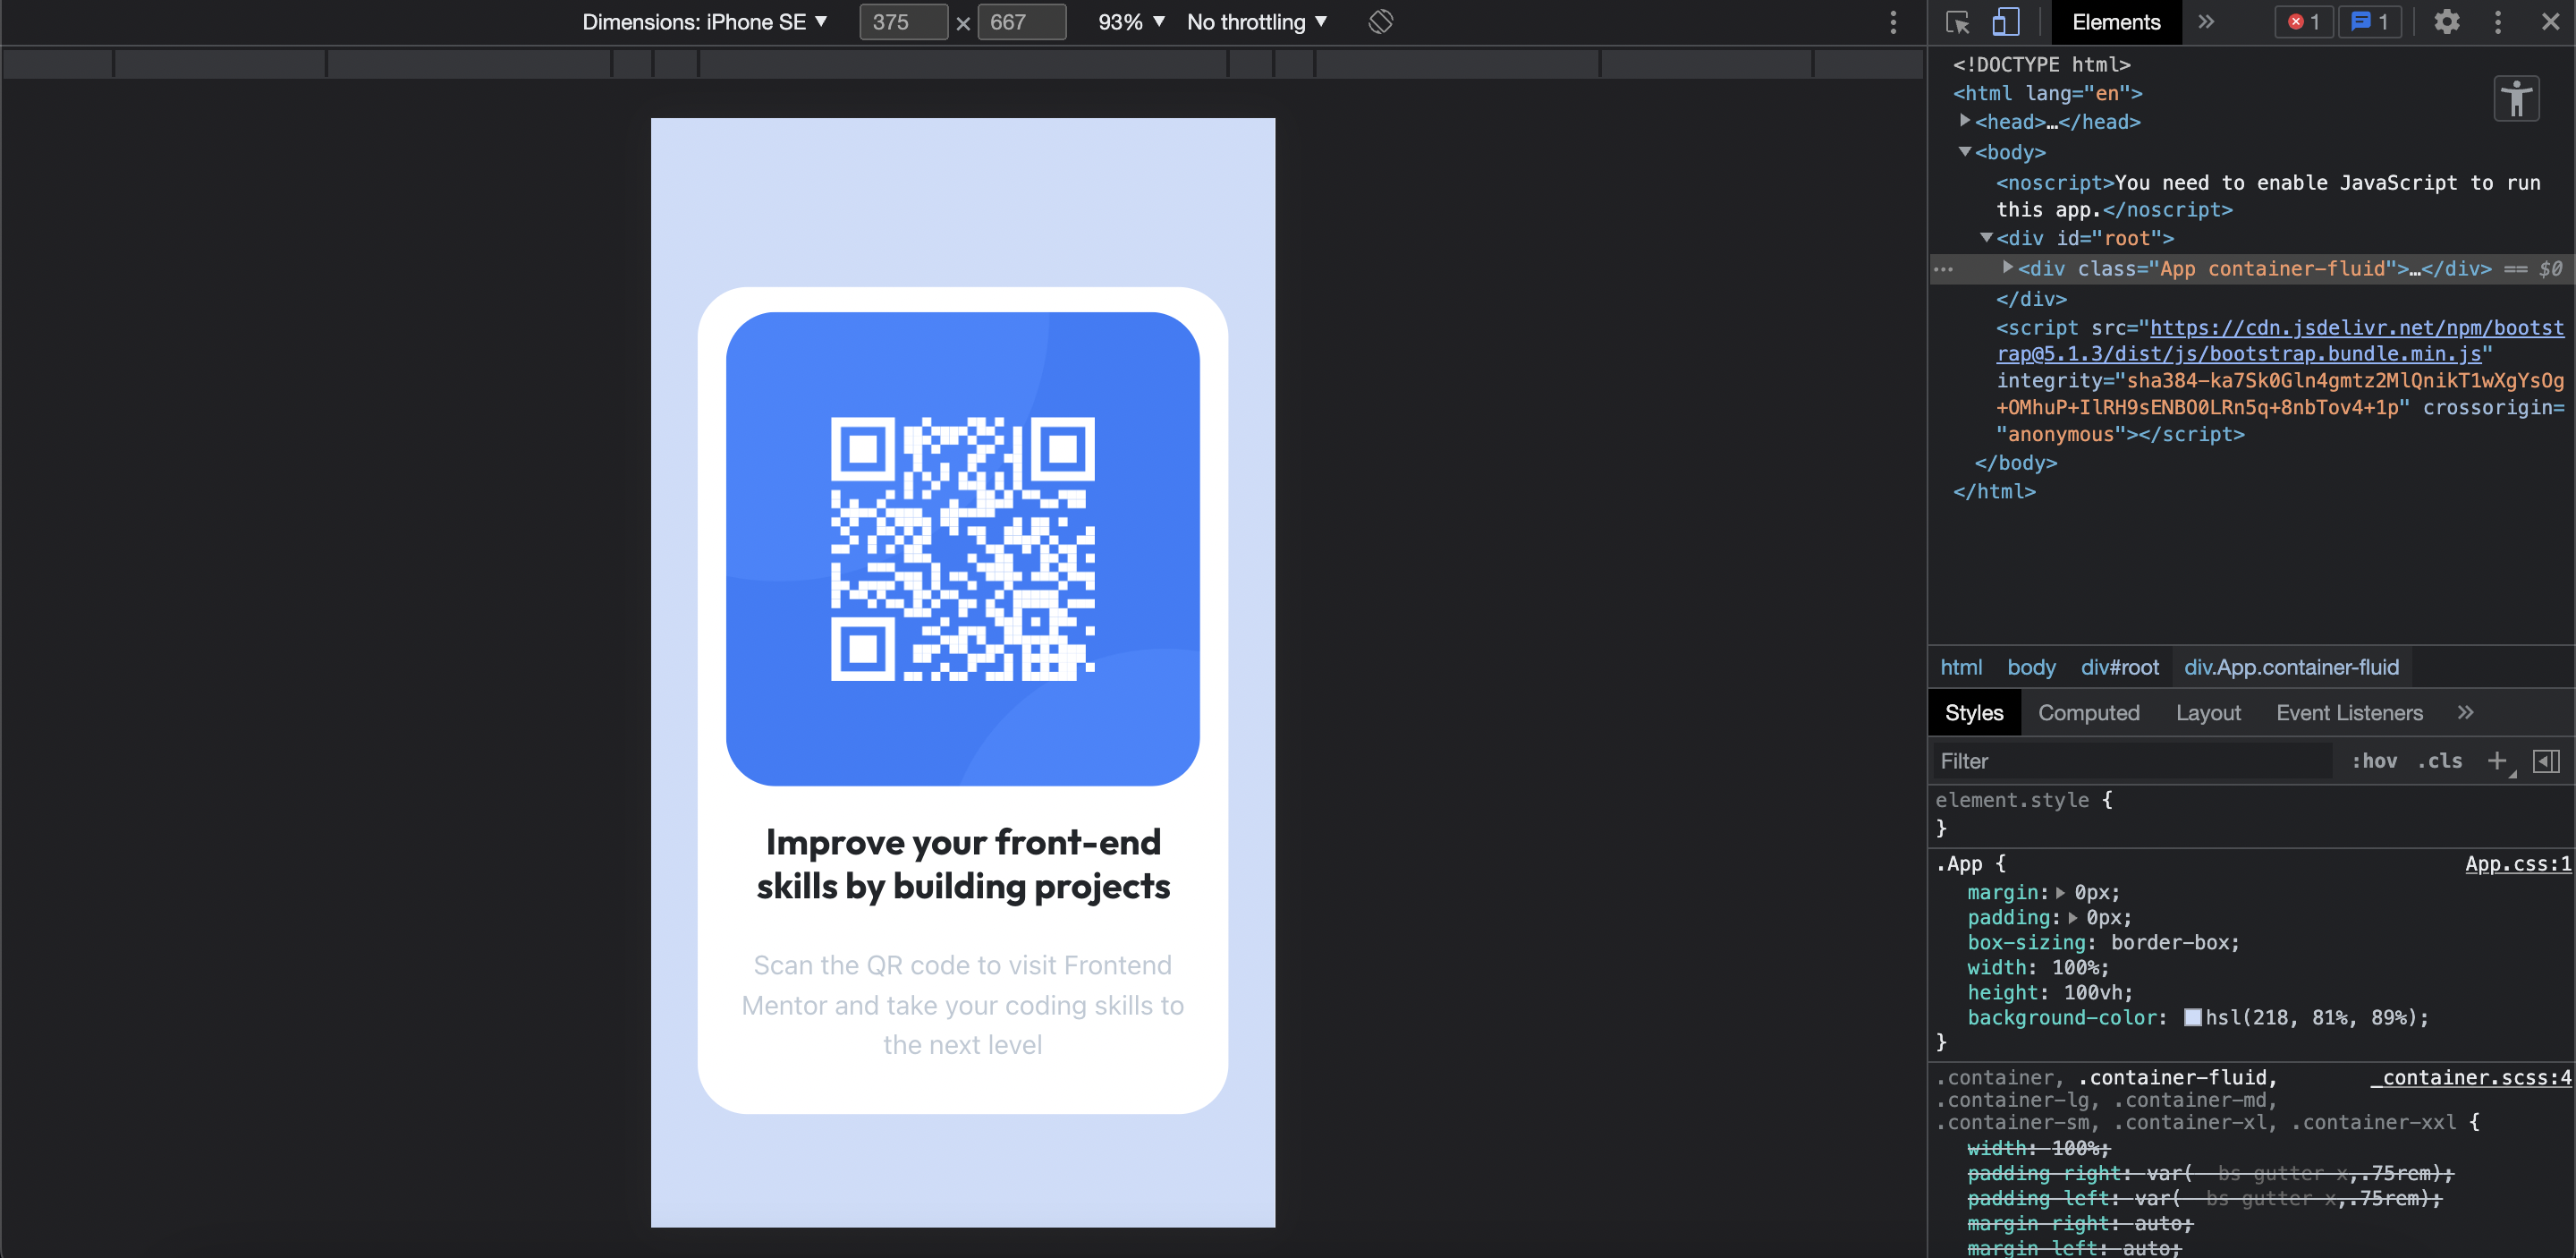 Dimensions: iPhone SE ▼ 375 × 667 93% ▼ No throttling ▼
Elements » 1 1
<!DOCTYPE html>
<html lang="en">
<head>…</head>
<body>
<noscript>You need to enable JavaScript to run
this app.</noscript>
<div id="root">
<div class="App container-fluid">…</div> == $0
</div>
<script src="https://cdn.jsdelivr.net/npm/bootst
rap@5.1.3/dist/js/bootstrap.bundle.min.js"
integrity="sha384-ka7Sk0Gln4gmtz2MlQnikT1wXgYsOg
+OMhuP+IlRH9sENBO0LRn5q+8nbTov4+1p" crossorigin=
"anonymous"></script>
</body>
</html>
html body div#root div.App.container-fluid
Styles Computed Layout Event Listeners »
Filter :hov .cls +
element.style {
}
.App { App.css:1
margin: 0px;
padding: 0px;
box-sizing: border-box;
width: 100%;
height: 100vh;
background-color: hsl(218, 81%, 89%);
}
.container, .container-fluid, _container.scss:4
.container-lg, .container-md,
.container-sm, .container-xl, .container-xxl {
width: 100%;
padding-right: var(--bs-gutter-x,.75rem);
padding-left: var(--bs-gutter-x,.75rem);
margin-right: auto;
margin-left: auto;
Improve your front-end
skills by building projects
Scan the QR code to visit Frontend
Mentor and take your coding skills to
the next level